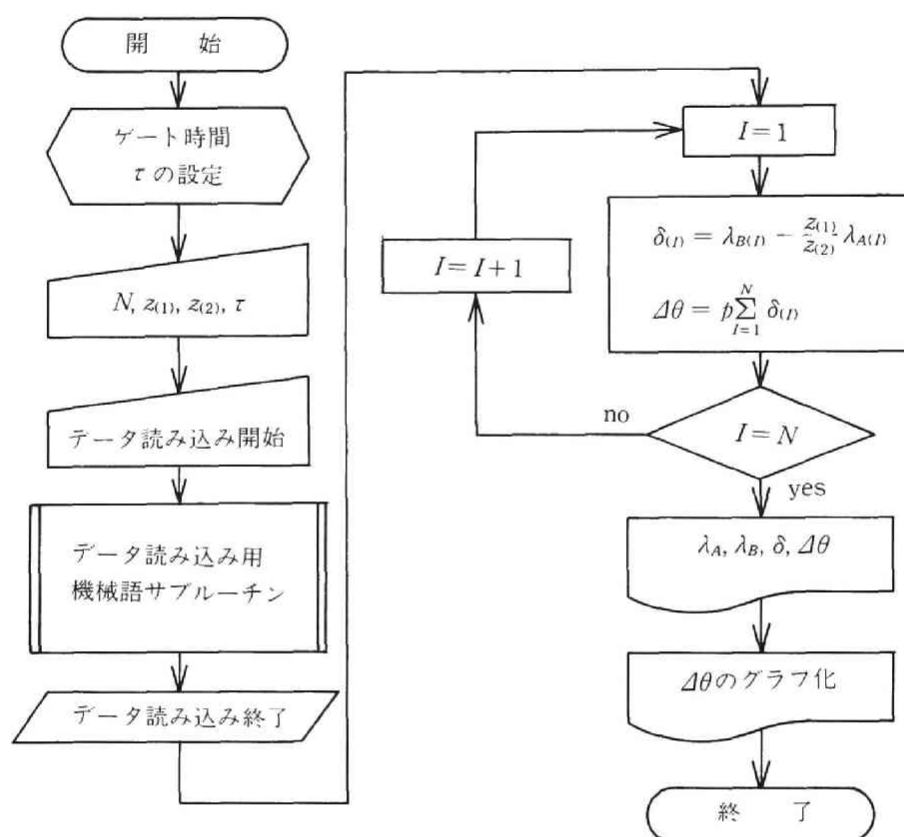 開 始
ゲート時間
τの設定
N, z(1), z(2), τ
データ読み込み開始
データ読み込み用
機械語サブルーチン
データ読み込み終了
I=1
δ(I) = λB(I) − z(1)/z(2) λA(I)
Δθ = p∑I=1N δ(I)
I=I+1
I=N
no
yes
λA, λB, δ, Δθ
Δθのグラフ化
終 了